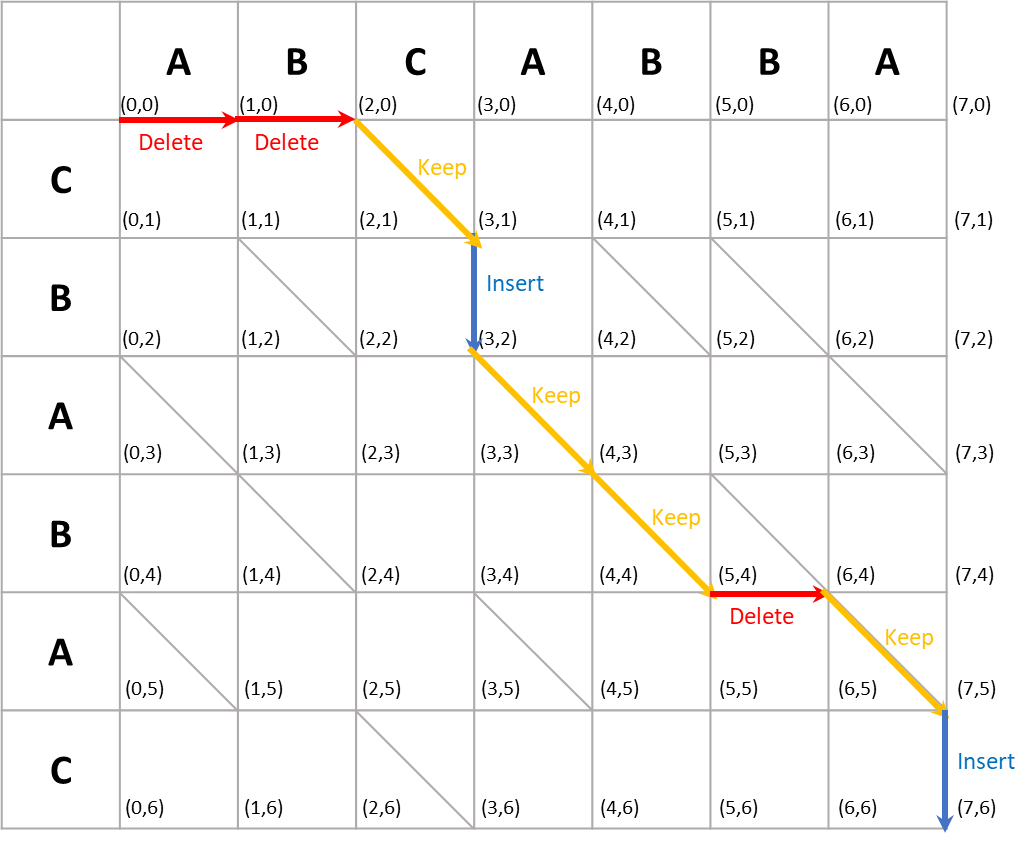 A B C A B B A
(0,0) (1,0) (2,0) (3,0) (4,0) (5,0) (6,0) (7,0)
Delete Delete
Keep
C
(0,1) (1,1) (2,1) (3,1) (4,1) (5,1) (6,1) (7,1)
Insert
B
(0,2) (1,2) (2,2) (3,2) (4,2) (5,2) (6,2) (7,2)
Keep
A
(0,3) (1,3) (2,3) (3,3) (4,3) (5,3) (6,3) (7,3)
Keep
B
(0,4) (1,4) (2,4) (3,4) (4,4) (5,4) (6,4) (7,4)
Delete
Keep
A
(0,5) (1,5) (2,5) (3,5) (4,5) (5,5) (6,5) (7,5)
Insert
C
(0,6) (1,6) (2,6) (3,6) (4,6) (5,6) (6,6) (7,6)